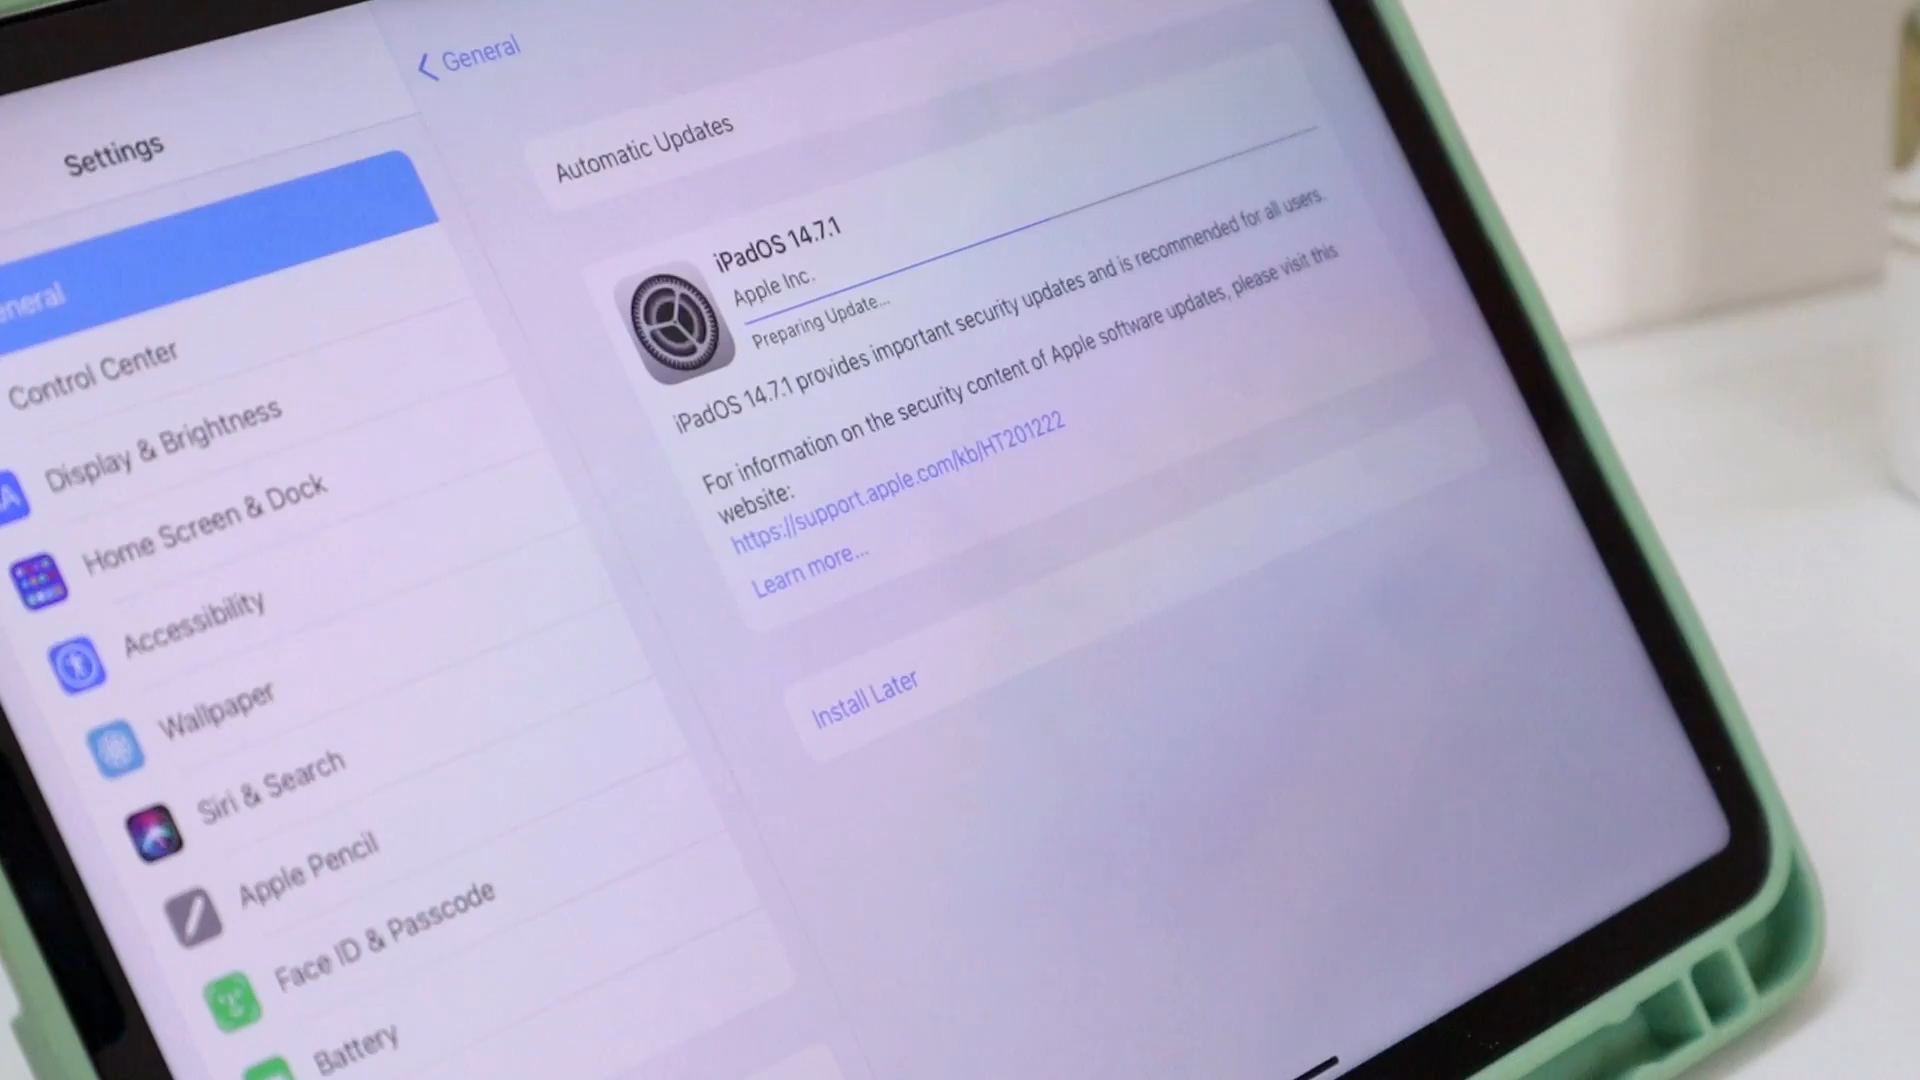 Settings
General
Control Center
Display & Brightness
Home Screen & Dock
Accessibility
Wallpaper
Siri & Search
Apple Pencil
Face ID & Passcode
Battery
General
Automatic Updates
iPadOS 14.7.1
Apple Inc.
Preparing Update...
iPadOS 14.7.1 provides important security updates and is recommended for all users.
For information on the security content of Apple software updates, please visit this
website:
https://support.apple.com/kb/HT201222
Learn more...
Install Later